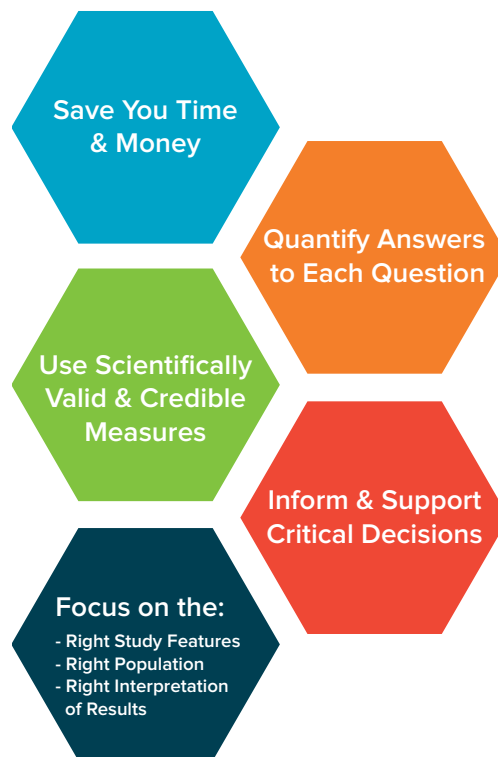 Save You Time
& Money
Quantify Answers
to Each Question
Use Scientifically
Valid & Credible
Measures
Inform & Support
Critical Decisions
Focus on the:
- Right Study Features
- Right Population
- Right Interpretation
of Results